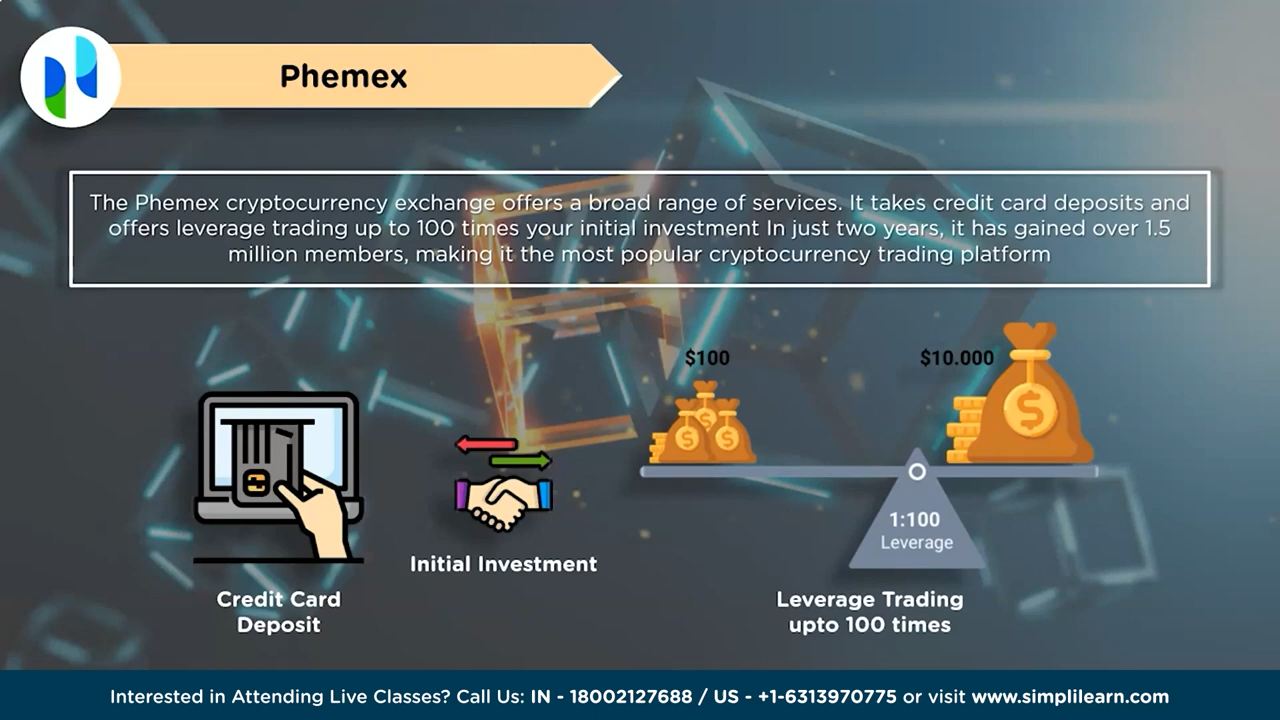 Phemex
The Phemex cryptocurrency exchange offers a broad range of services. It takes credit card deposits and
offers leverage trading up to 100 times your initial investment In just two years, it has gained over 1.5
million members, making it the most popular cryptocurrency trading platform
$100
$10.000
1:100
Leverage
Initial Investment
Credit Card
Deposit
Leverage Trading
upto 100 times
Interested in Attending Live Classes? Call Us: IN - 18002127688 / US - +1-6313970775 or visit www.simplilearn.com